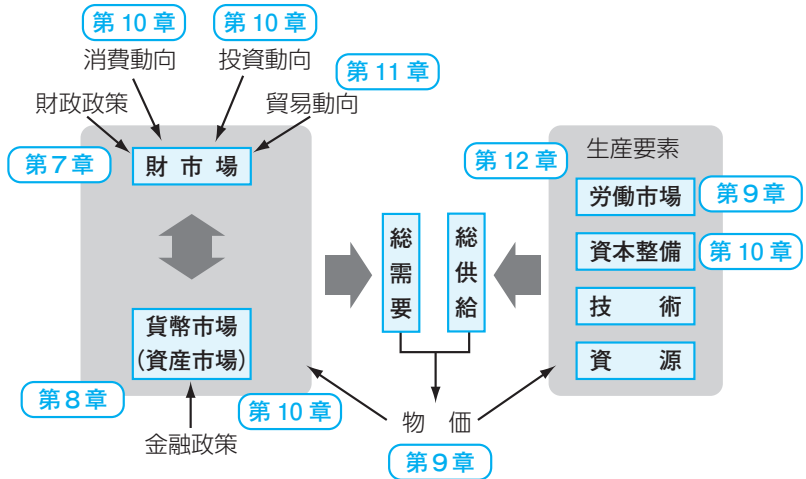 第10章
第10章
消費動向
投資動向
第11章
財政政策
貿易動向
第7章
財市場
貨幣市場
(資産市場)
第8章
第10章
金融政策
総需要
総供給
物価
第9章
第12章
生産要素
労働市場
第9章
資本整備
第10章
技術
資源